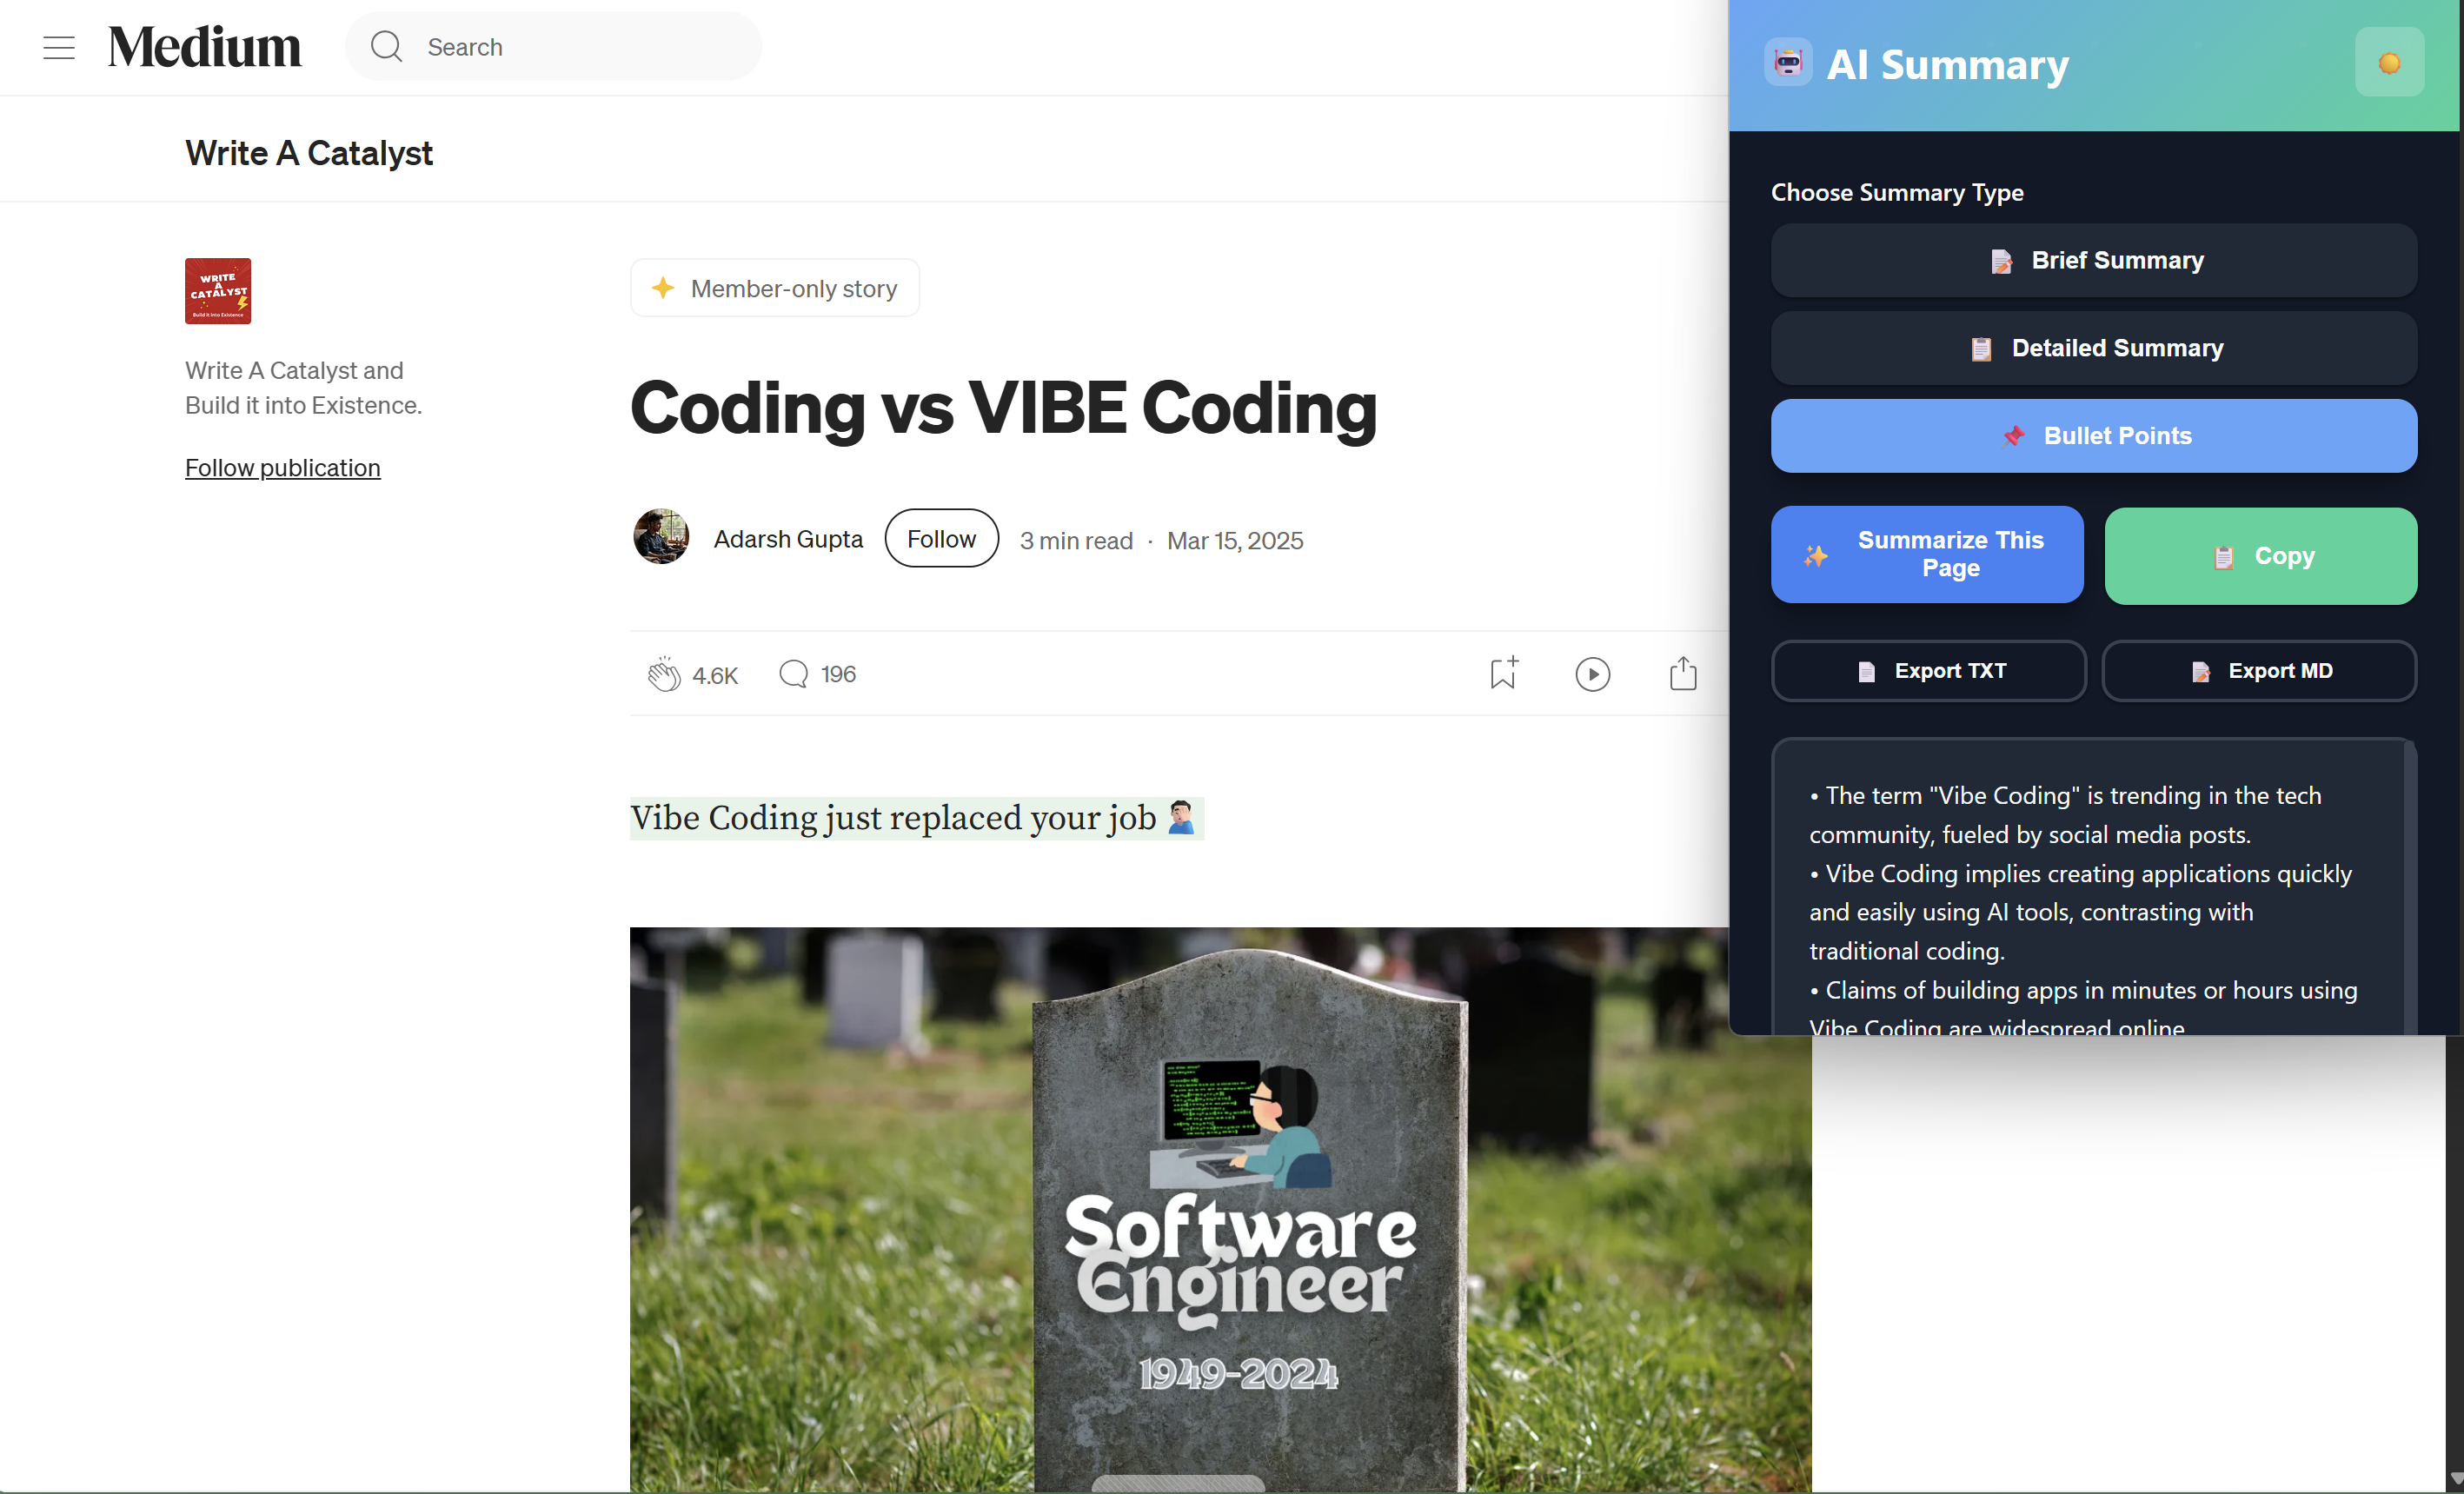 Medium
Search
Write A Catalyst
WRITE
A
CATALYST
Build it into Existence
Write A Catalyst and
Build it into Existence.
Follow publication
Member-only story
Coding vs VIBE Coding
Adarsh Gupta
Follow
3 min read · Mar 15, 2025
4.6K
196
Vibe Coding just replaced your job 🤦🏻‍♂️
Software
Engineer
1949-2024
AI Summary
Choose Summary Type
Brief Summary
Detailed Summary
Bullet Points
Summarize This
Page
Copy
Export TXT
Export MD
• The term "Vibe Coding" is trending in the tech
community, fueled by social media posts.
• Vibe Coding implies creating applications quickly
and easily using AI tools, contrasting with
traditional coding.
• Claims of building apps in minutes or hours using
Vibe Coding are widespread online